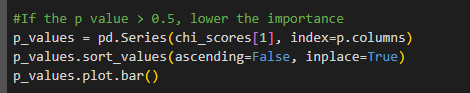 #If the p value > 0.5, lower the importance
p_values = pd.Series(chi_scores[1], index=p.columns)
p_values.sort_values(ascending=False, inplace=True)
p_values.plot.bar()